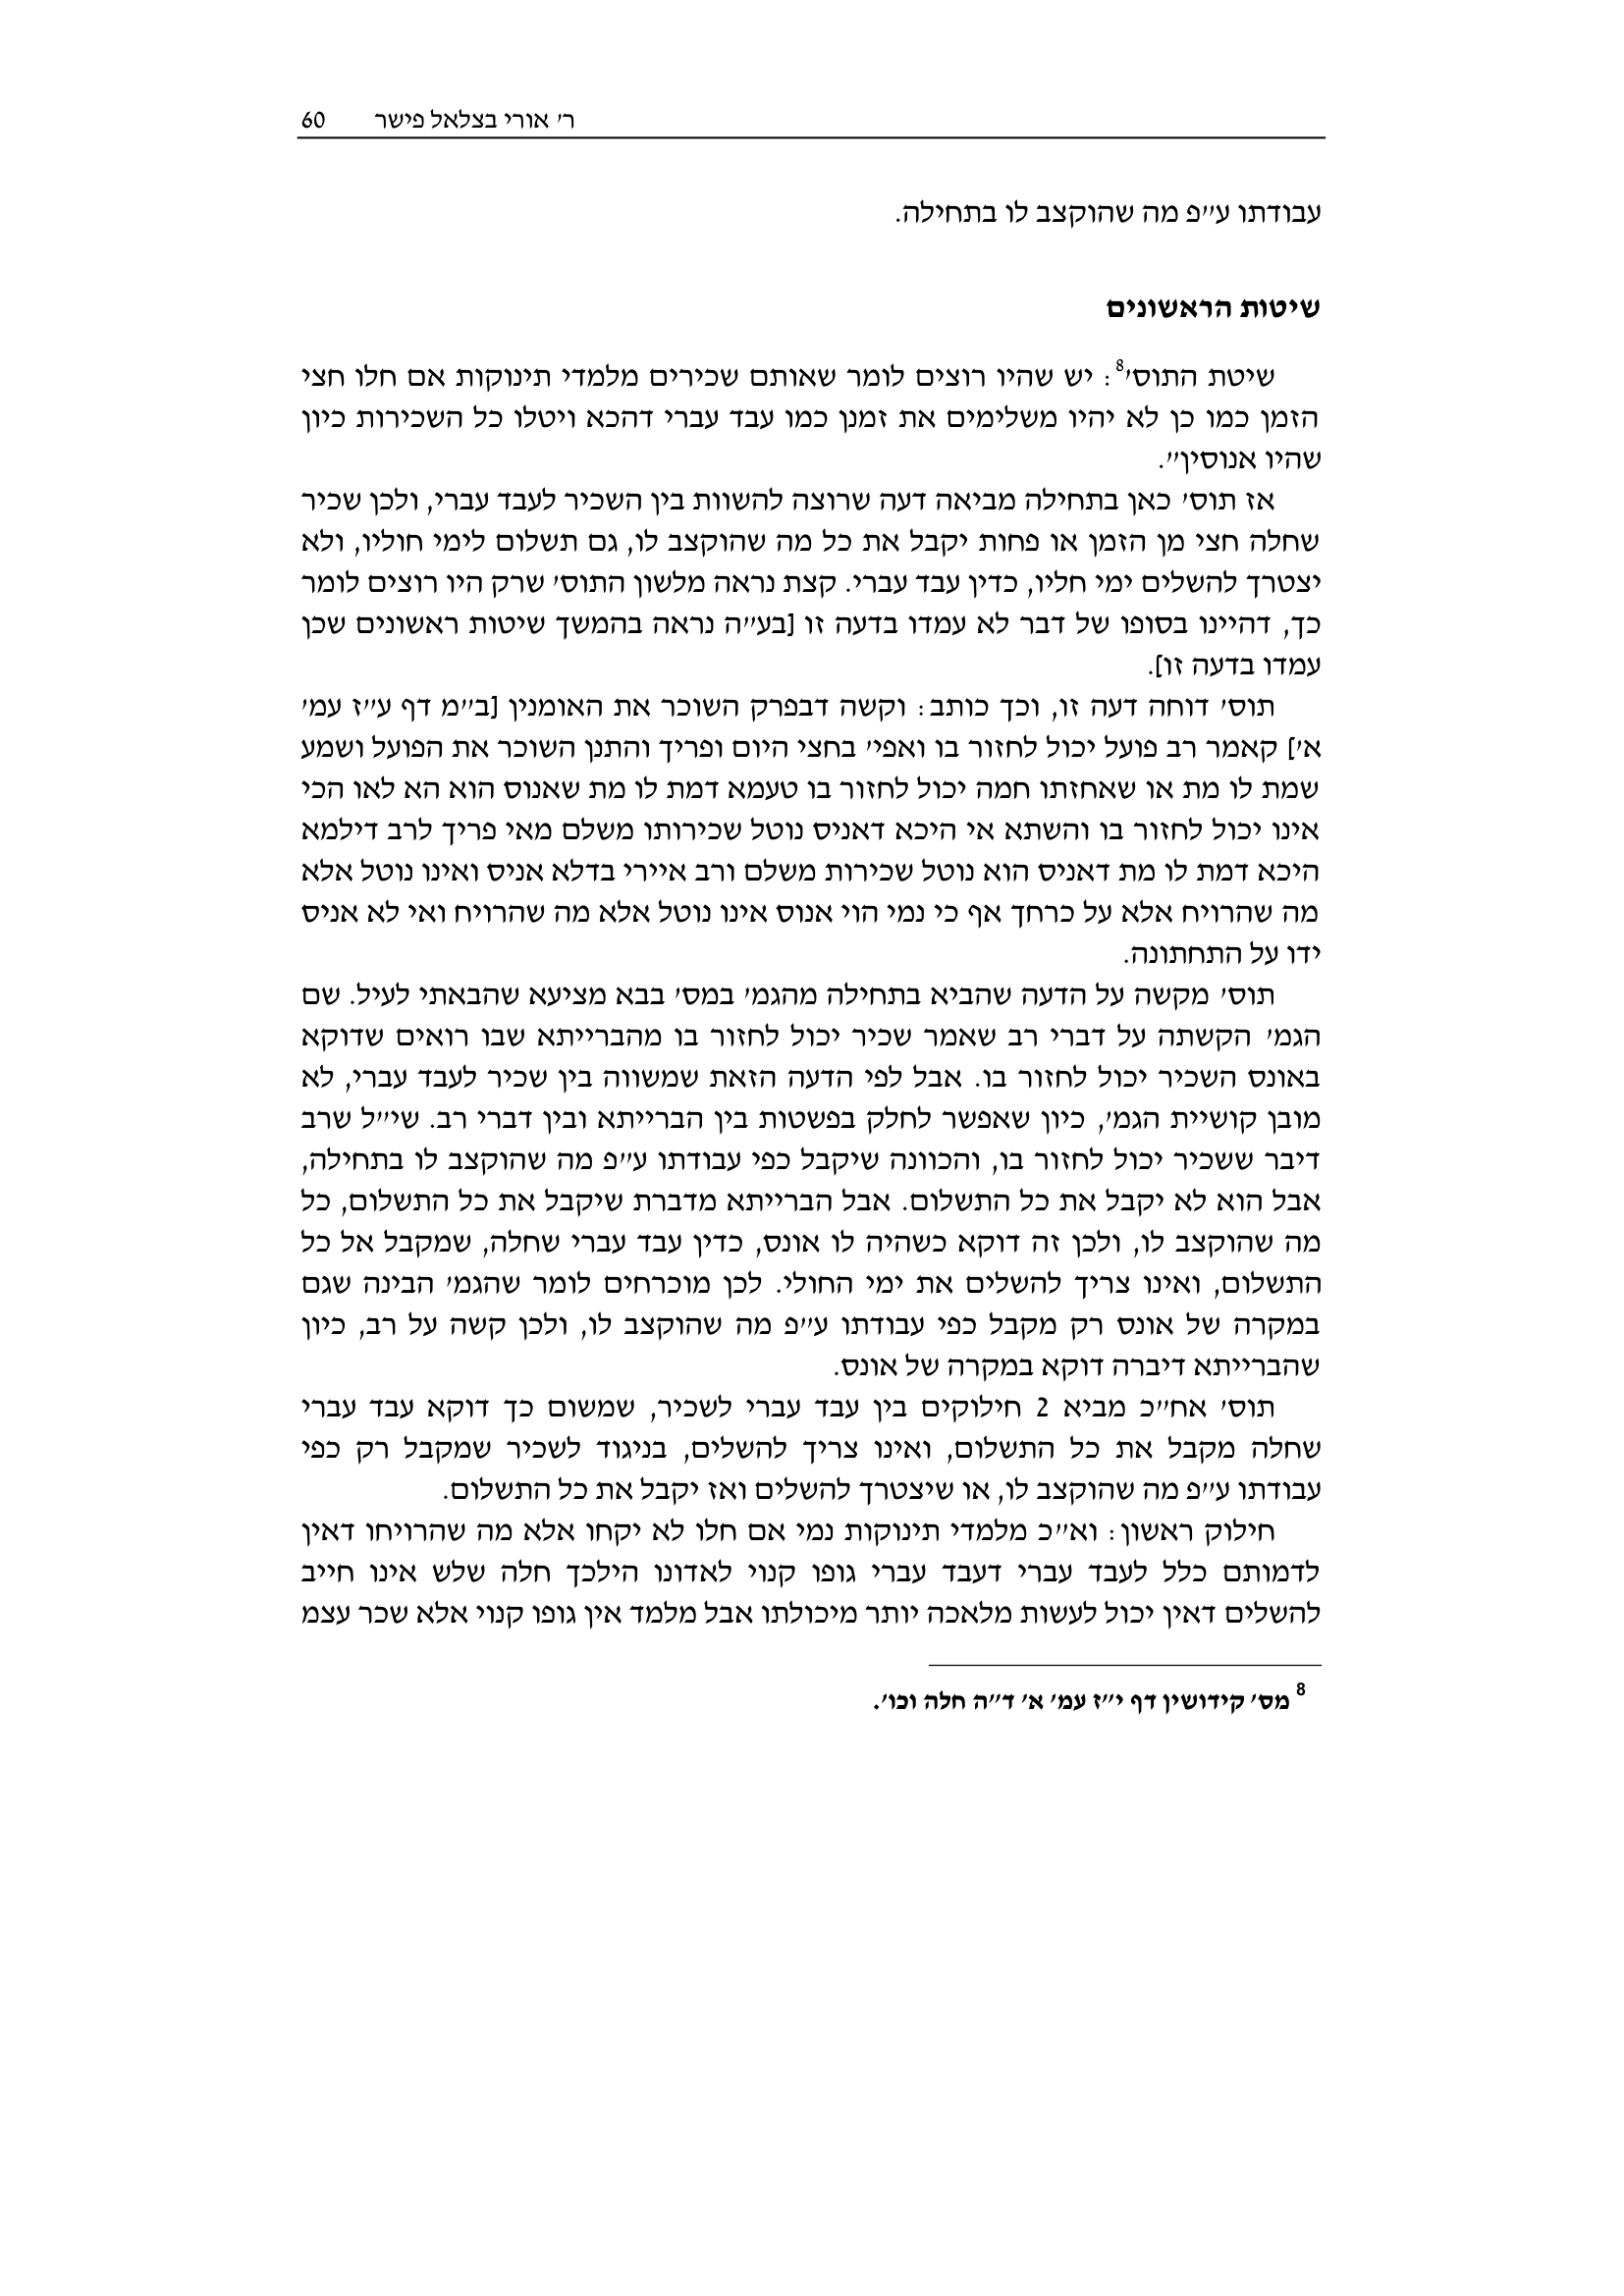 ר׳ אורי בצלאל פישר 60
עבודתו ע״פ מה שהוקצב לו בתחילה.
שיטות הראשונים
שיטת התוס׳8: יש שהיו רוצים לומר שאותם שכירים מלמדי תינוקות אם חלו חצי
הזמן כמו כן לא יהיו משלימים את זמנן כמו עבד עברי דהכא ויטלו כל השכירות כיון
שהיו אנוסין״.
אז תוס׳ כאן בתחילה מביאה דעה שרוצה להשוות בין השכיר לעבד עברי, ולכן שכיר
שחלה חצי מן הזמן או פחות יקבל את כל מה שהוקצב לו, גם תשלום לימי חוליו, ולא
יצטרך להשלים ימי חליו, כדין עבד עברי. קצת נראה מלשון התוס׳ שרק היו רוצים לומר
כך, דהיינו בסופו של דבר לא עמדו בדעה זו [בע״ה נראה בהמשך שיטות ראשונים שכן
עמדו בדעה זו].
תוס׳ דוחה דעה זו, וכך כותב: וקשה דבפרק השוכר את האומנין [ב״מ דף ע״ז עמ׳
א׳] קאמר רב פועל יכול לחזור בו ואפי׳ בחצי היום ופריך והתנן השוכר את הפועל ושמע
שמת לו מת או שאחזתו חמה יכול לחזור בו טעמא דמת לו מת שאנוס הוא הא לאו הכי
אינו יכול לחזור בו והשתא אי היכא דאניס נוטל שכירותו משלם מאי פריך לרב דילמא
היכא דמת לו מת דאניס הוא נוטל שכירות משלם ורב איירי בדלא אניס ואינו נוטל אלא
מה שהרויח אלא על כרחך אף כי נמי הוי אנוס אינו נוטל אלא מה שהרויח ואי לא אניס
ידו על התחתונה.
תוס׳ מקשה על הדעה שהביא בתחילה מהגמ׳ במס׳ בבא מציעא שהבאתי לעיל. שם
הגמ׳ הקשתה על דברי רב שאמר שכיר יכול לחזור בו מהברייתא שבו רואים שדוקא
באונס השכיר יכול לחזור בו. אבל לפי הדעה הזאת שמשווה בין שכיר לעבד עברי, לא
מובן קושיית הגמ׳, כיון שאפשר לחלק בפשטות בין הברייתא ובין דברי רב. שי״ל שרב
דיבר ששכיר יכול לחזור בו, והכוונה שיקבל כפי עבודתו ע״פ מה שהוקצב לו בתחילה,
אבל הוא לא יקבל את כל התשלום. אבל הברייתא מדברת שיקבל את כל התשלום, כל
מה שהוקצב לו, ולכן זה דוקא כשהיה לו אונס, כדין עבד עברי שחלה, שמקבל אל כל
התשלום, ואינו צריך להשלים את ימי החולי. לכן מוכרחים לומר שהגמ׳ הבינה שגם
במקרה של אונס רק מקבל כפי עבודתו ע״פ מה שהוקצב לו, ולכן קשה על רב, כיון
שהברייתא דיברה דוקא במקרה של אונס.
תוס׳ אח״כ מביא 2 חילוקים בין עבד עברי לשכיר, שמשום כך דוקא עבד עברי
שחלה מקבל את כל התשלום, ואינו צריך להשלים, בניגוד לשכיר שמקבל רק כפי
עבודתו ע״פ מה שהוקצב לו, או שיצטרך להשלים ואז יקבל את כל התשלום.
חילוק ראשון: וא״כ מלמדי תינוקות נמי אם חלו לא יקחו אלא מה שהרויחו דאין
לדמותם כלל לעבד עברי דעבד עברי גופו קנוי לאדונו הילכך חלה שלש אינו חייב
להשלים דאין יכול לעשות מלאכה יותר מיכולתו אבל מלמד אין גופו קנוי אלא שכר עצמ
8 מס׳ קידושין דף י״ז עמ׳ א׳ ד״ה חלה וכו׳.